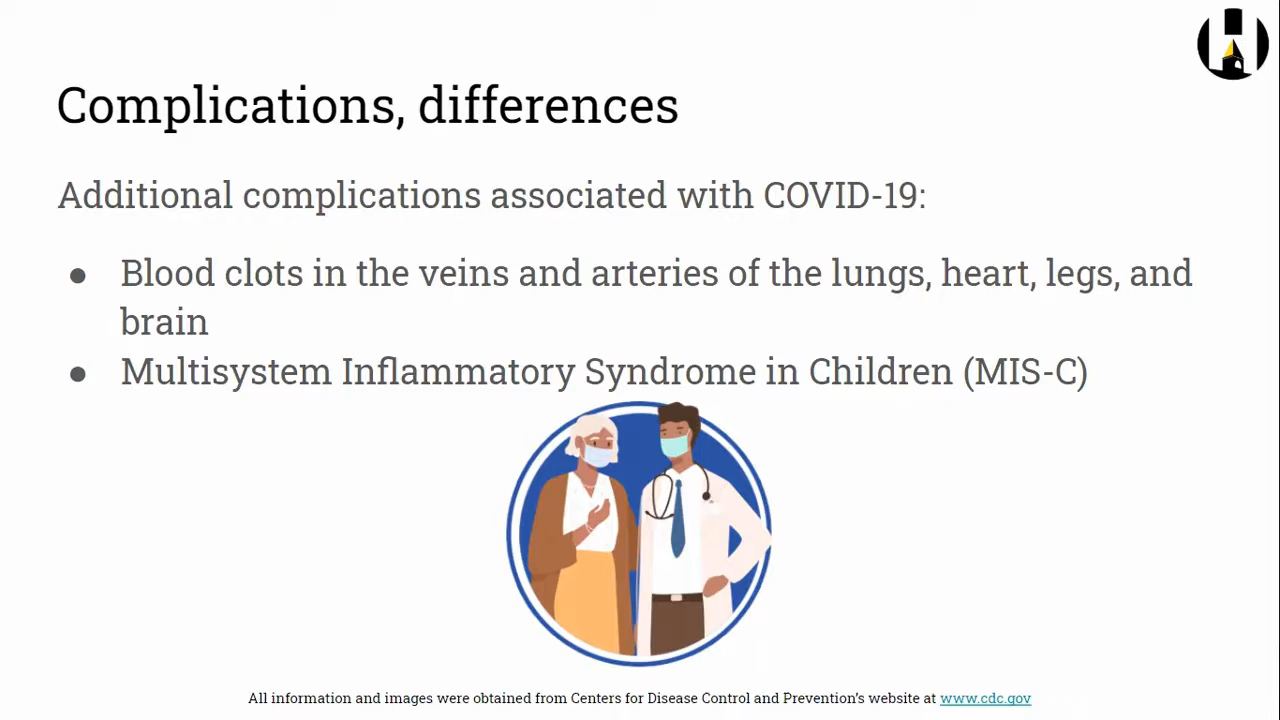 Complications, differences
Additional complications associated with COVID-19:
● Blood clots in the veins and arteries of the lungs, heart, legs, and
brain
● Multisystem Inflammatory Syndrome in Children (MIS-C)
All information and images were obtained from Centers for Disease Control and Prevention's website at www.cdc.gov